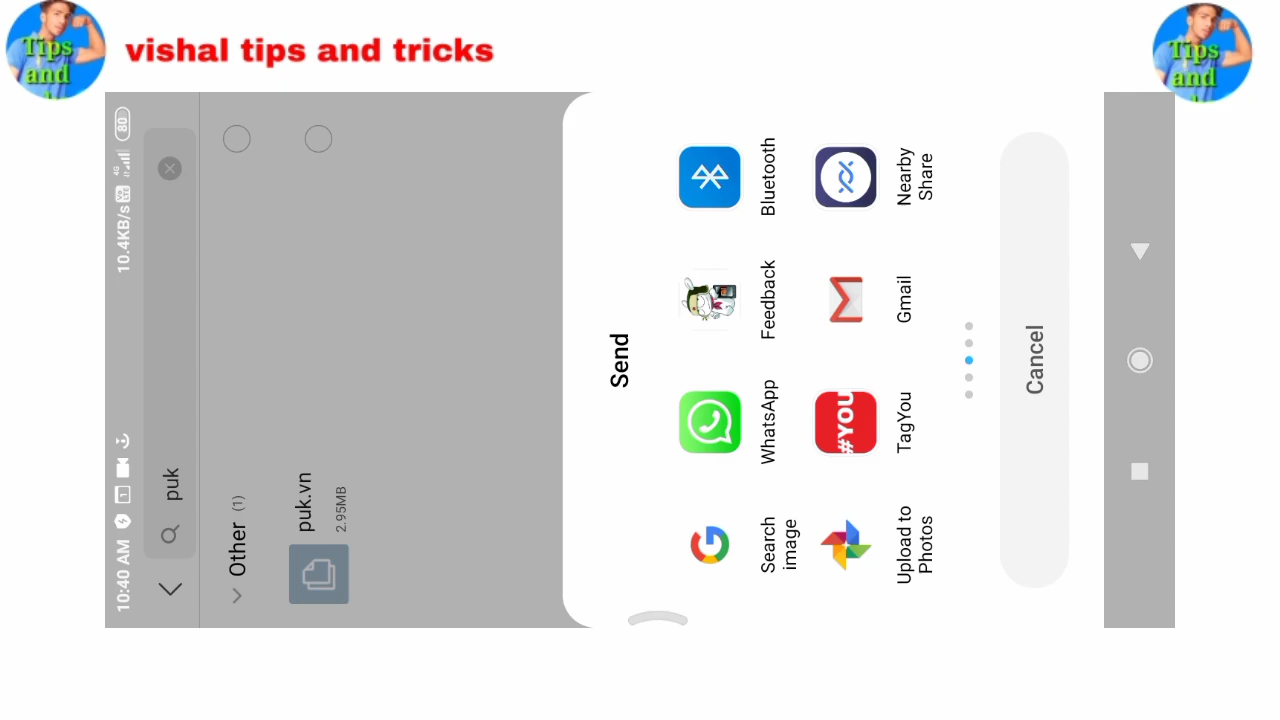 Tips
and
vishal tips and tricks
Tips
and
10:40 AM
10.4KB/s
4G
80
puk
Other (1)
puk.vn
2.95MB
Send
Search
image
WhatsApp
Feedback
Bluetooth
#YOU
Upload to
Photos
TagYou
Gmail
Nearby
Share
Cancel